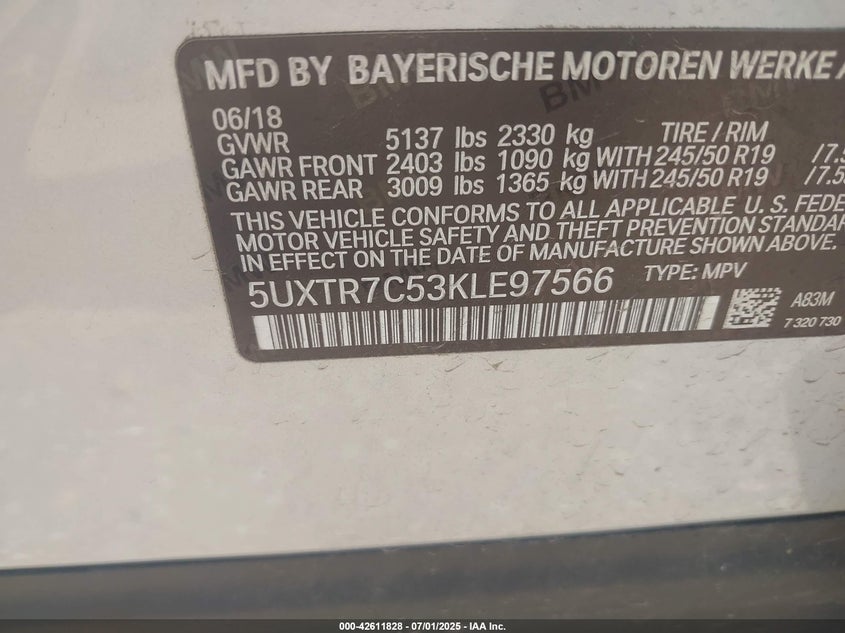 MFD BY BAYERISCHE MOTOREN WERKE
06/18
GVWR 5137 lbs 2330 kg TIRE / RIM
GAWR FRONT 2403 lbs 1090 kg WITH 245/50 R19
GAWR REAR 3009 lbs 1365 kg WITH 245/50 R19 /7.5
THIS VEHICLE CONFORMS TO ALL APPLICABLE U. S.
MOTOR VEHICLE SAFETY AND THEFT PREVENTION
IN EFFECT ON THE DATE OF MANUFACTURE SHOWN ABOVE.
5UXTR7C53KLE97566 TYPE: MPV
A83M
7 320 730
000-42611828 - 07/01/2025 - IAA Inc.